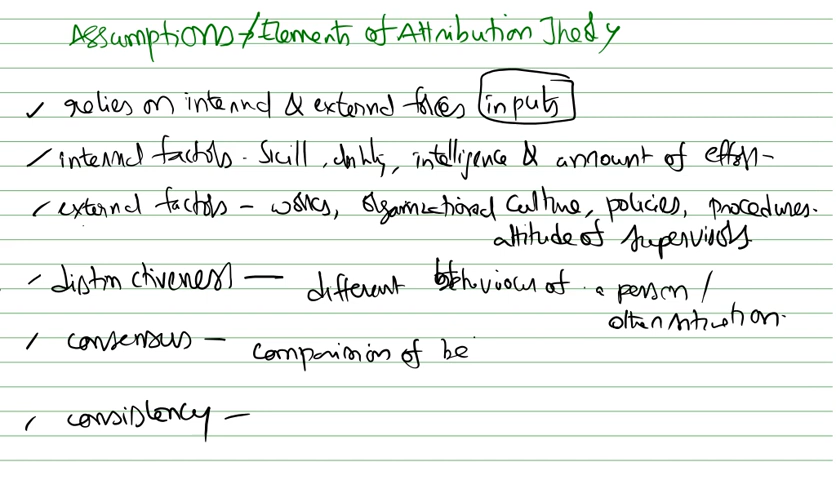 Assumptions/Elements of Attribution Theory
relies on internal & external forces inputs
internal factors - Skill, ability, intelligence & amount of effort-
external factors - works, organizational culture, policies, procedures.
attitude of supervisors
distinctiveness — different behaviour of a person /
other situation.
consensus — comparision of be
consistency —